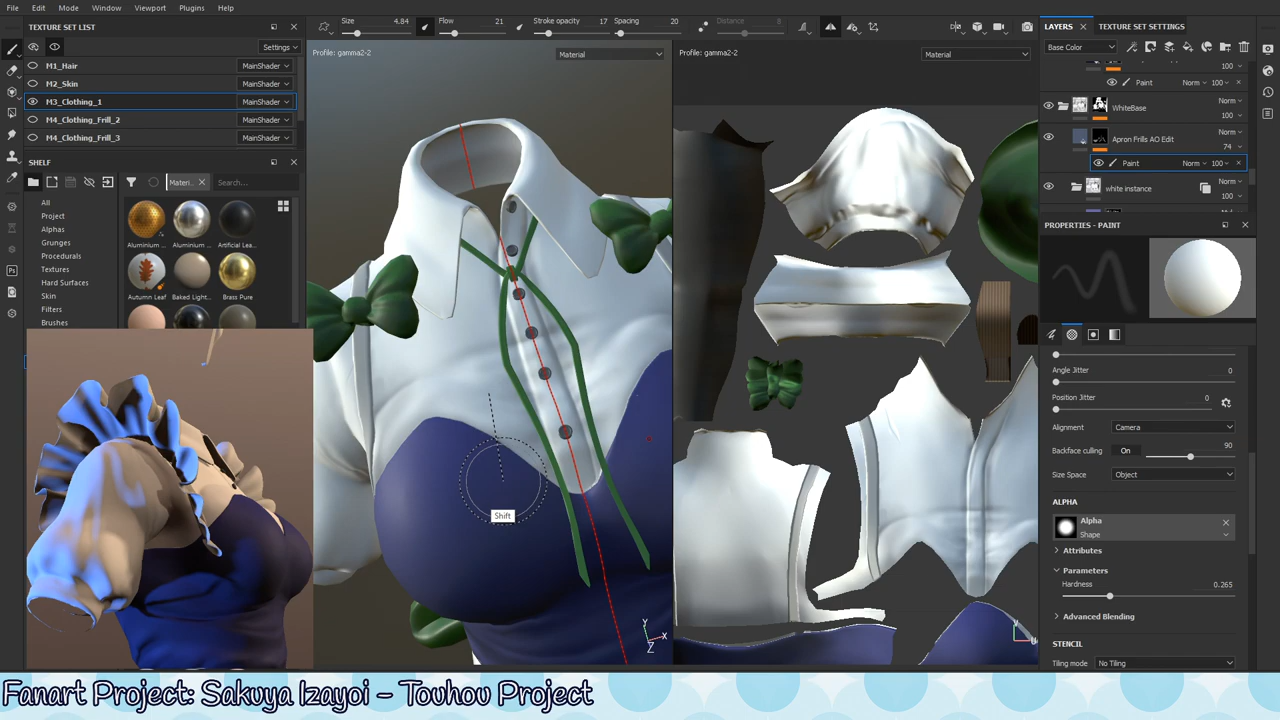 File Edit Mode Window Viewport Plugins Help
TEXTURE SET LIST
Size 4.84 Flow 21 Stroke opacity 17 Spacing 20 Distance 8
LAYERS TEXTURE SET SETTINGS
Settings
Base Color
Profile: gamma2-2 Material
Profile: gamma2-2 Material
M1_Hair MainShader
M2_Skin MainShader
M3_Clothing_1 MainShader
M4_Clothing_Frill_2 MainShader
M4_Clothing_Frill_3 MainShader
100
Paint Norm 100
WhiteBase Norm
100
Apron Frills AO Edit Norm
74
Paint Norm 100
white instance Norm
100
SHELF
Materi... Search...
All
Project
Alphas
Grunges
Procedurals
Textures
Hard Surfaces
Skin
Filters
Brushes
Aluminium ... Aluminium ... Artificial Lea...
Autumn Leaf Baked Light... Brass Pure
PROPERTIES - PAINT
Angle Jitter 0
Position Jitter 0
Alignment Camera
Backface culling On 90
Size Space Object
ALPHA
Alpha
Shape
Attributes
Parameters
Hardness 0.265
Advanced Blending
STENCIL
Tiling mode No Tiling
Shift
Y
X
Z
Fanart Project: Sakuya Izayoi - Touhou Project